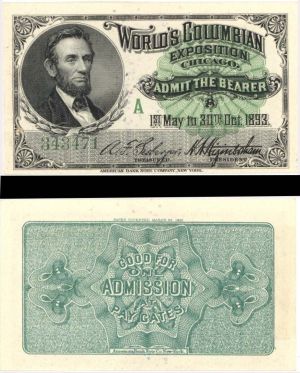 WORLD'S COLUMBIAN
EXPOSITION
CHICAGO,
ADMIT THE BEARER
A
1ST MAY TO 31TH OCT. 1893.
343471
TREASURER PRESIDENT
AMERICAN BANK NOTE COMPANY, NEW YORK.
GOOD FOR
ONE
ADMISSION
AT
PAY GATES